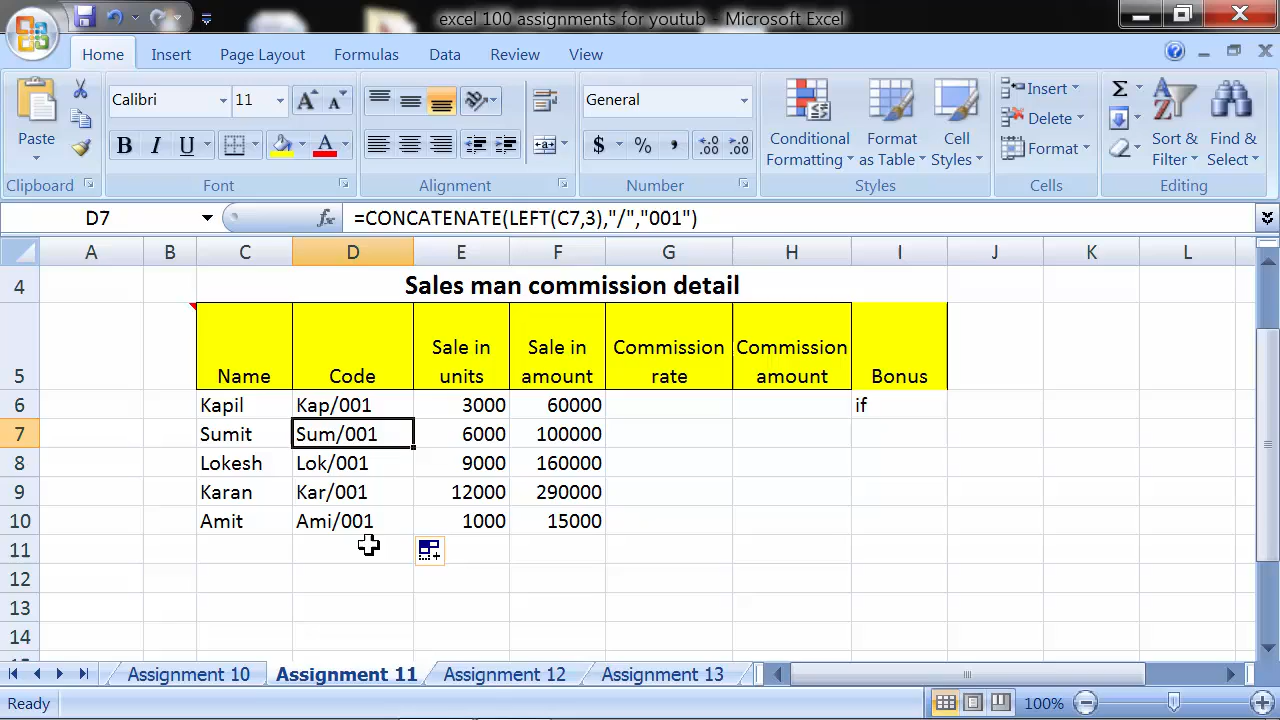 excel 100 assignments for youtub - Microsoft Excel
Home Insert Page Layout Formulas Data Review View
Paste
Clipboard
Calibri 11
B I U A
Font
Alignment
General
$ % ,
Number
Conditional Formatting
Format as Table
Cell Styles
Styles
Insert
Delete
Format
Cells
Σ
Sort & Filter
Find & Select
Editing
D7 fx =CONCATENATE(LEFT(C7,3),"/","001")
A B C D E F G H I J K L
4 Sales man commission detail
5 Name Code Sale in units Sale in amount Commission rate Commission amount Bonus
6 Kapil Kap/001 3000 60000 if
7 Sumit Sum/001 6000 100000
8 Lokesh Lok/001 9000 160000
9 Karan Kar/001 12000 290000
10 Amit Ami/001 1000 15000
11
12
13
14
Assignment 10 Assignment 11 Assignment 12 Assignment 13
Ready 100%